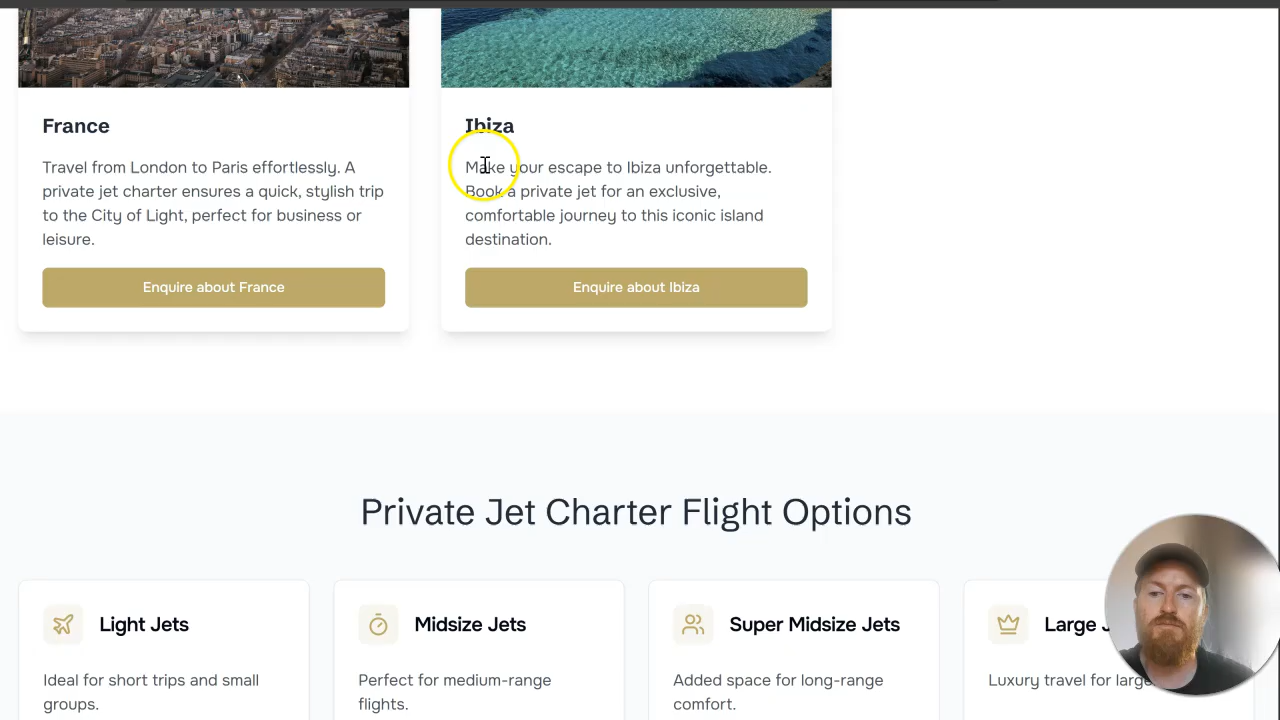 France
Travel from London to Paris effortlessly. A
private jet charter ensures a quick, stylish trip
to the City of Light, perfect for business or
leisure.
Enquire about France
Ibiza
Make your escape to Ibiza unforgettable.
Book a private jet for an exclusive,
comfortable journey to this iconic island
destination.
Enquire about Ibiza
Private Jet Charter Flight Options
Light Jets
Ideal for short trips and small
groups.
Midsize Jets
Perfect for medium-range
flights.
Super Midsize Jets
Added space for long-range
comfort.
Large
Luxury travel for large